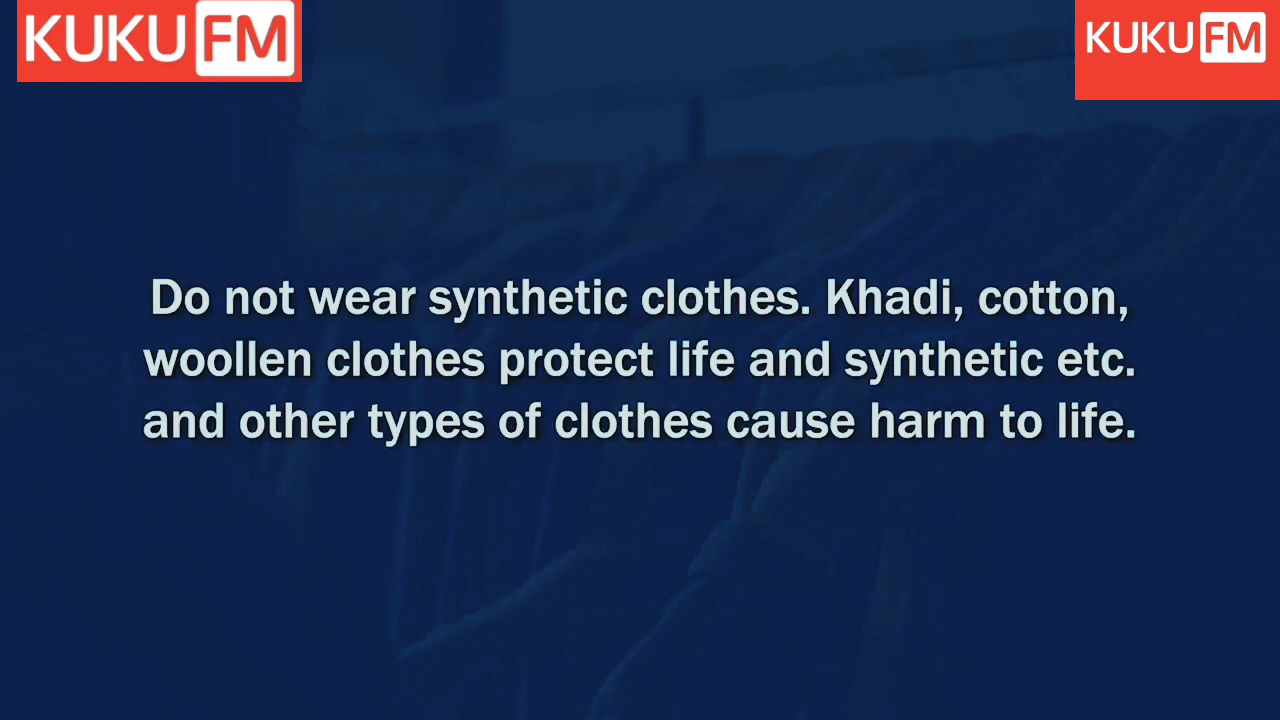 KUKU FM
KUKU FM
Do not wear synthetic clothes. Khadi, cotton,
woollen clothes protect life and synthetic etc.
and other types of clothes cause harm to life.